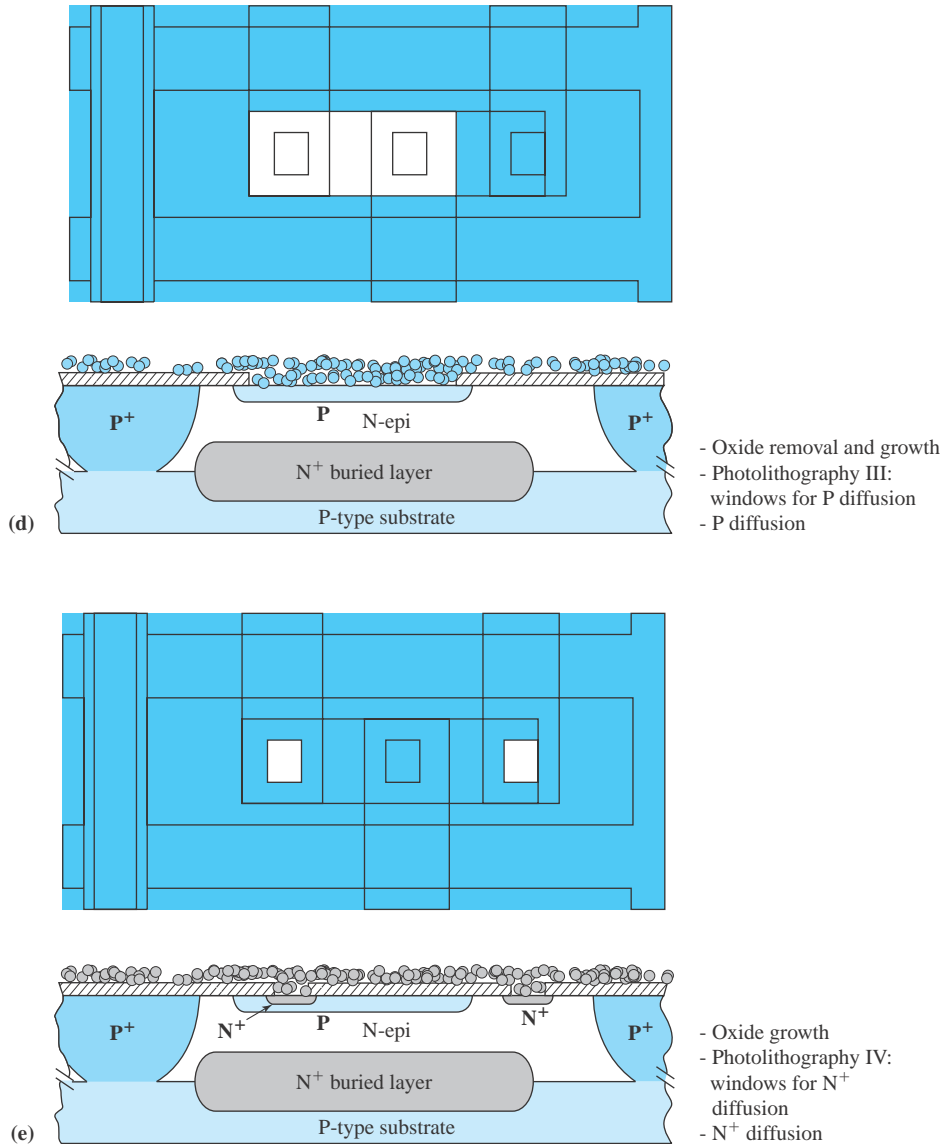 P+
P
N-epi
P+
N+ buried layer
P-type substrate
(d)
- Oxide removal and growth
- Photolithography III:
windows for P diffusion
- P diffusion
P+
N+
P
N-epi
N+
P+
N+ buried layer
P-type substrate
(e)
- Oxide growth
- Photolithography IV:
windows for N+
diffusion
- N+ diffusion